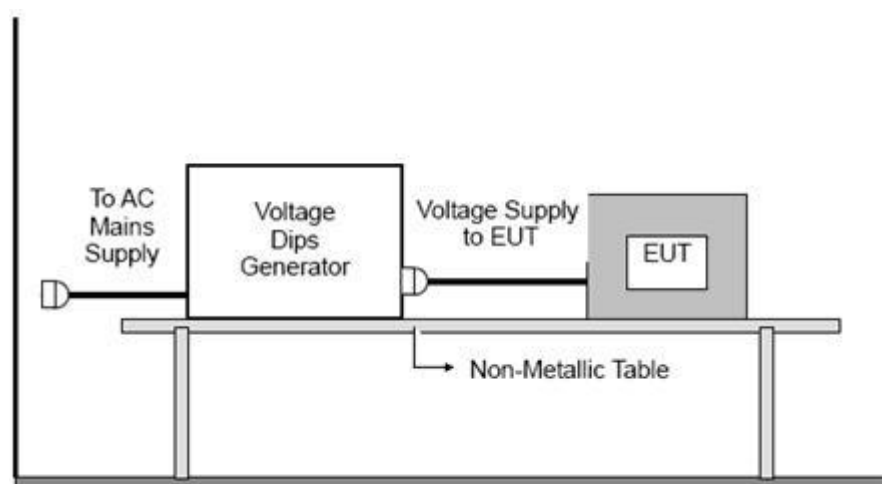 To AC
Mains
Supply
Voltage
Dips
Generator
Voltage Supply
to EUT
EUT
Non-Metallic Table